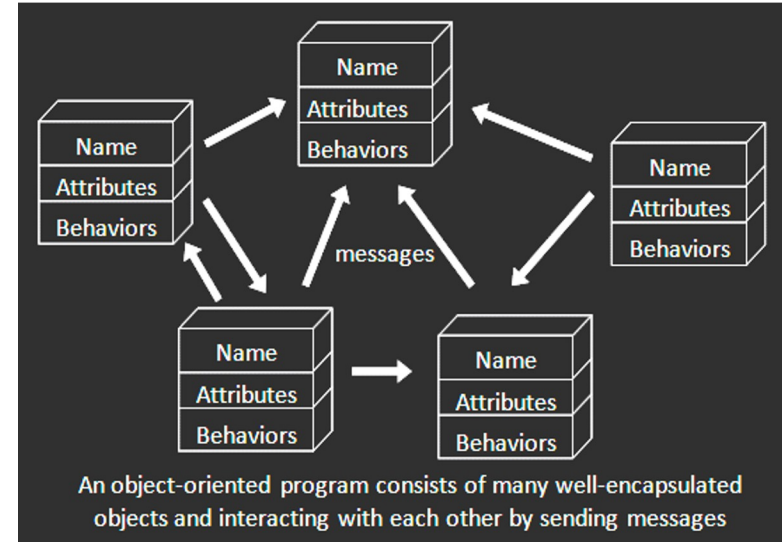 Name
Attributes
Behaviors
Name
Attributes
Behaviors
Name
Attributes
Behaviors
messages
Name
Attributes
Behaviors
Name
Attributes
Behaviors
An object-oriented program consists of many well-encapsulated
objects and interacting with each other by sending messages